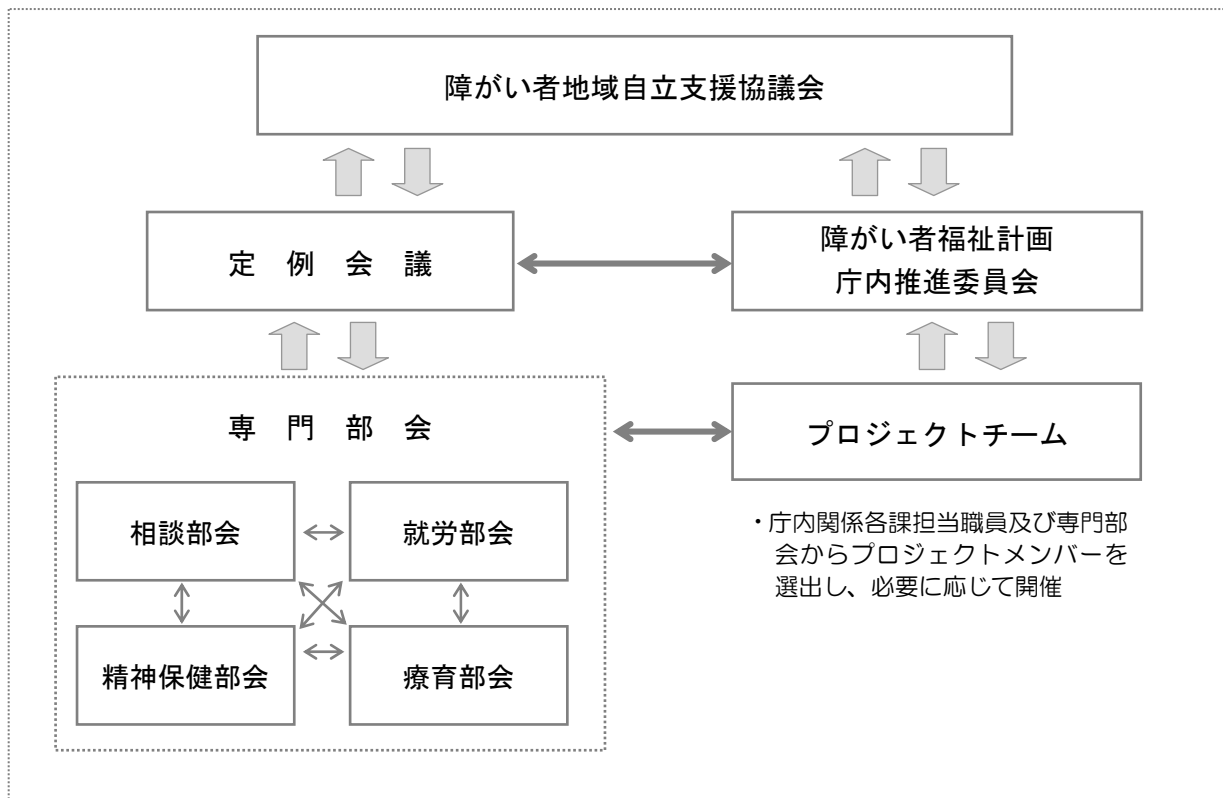 障がい者地域自立支援協議会
定例会議
障がい者福祉計画
庁内推進委員会
専門部会
プロジェクトチーム
相談部会
就労部会
精神保健部会
療育部会
・庁内関係各課担当職員及び専門部
会からプロジェクトメンバーを
選出し、必要に応じて開催